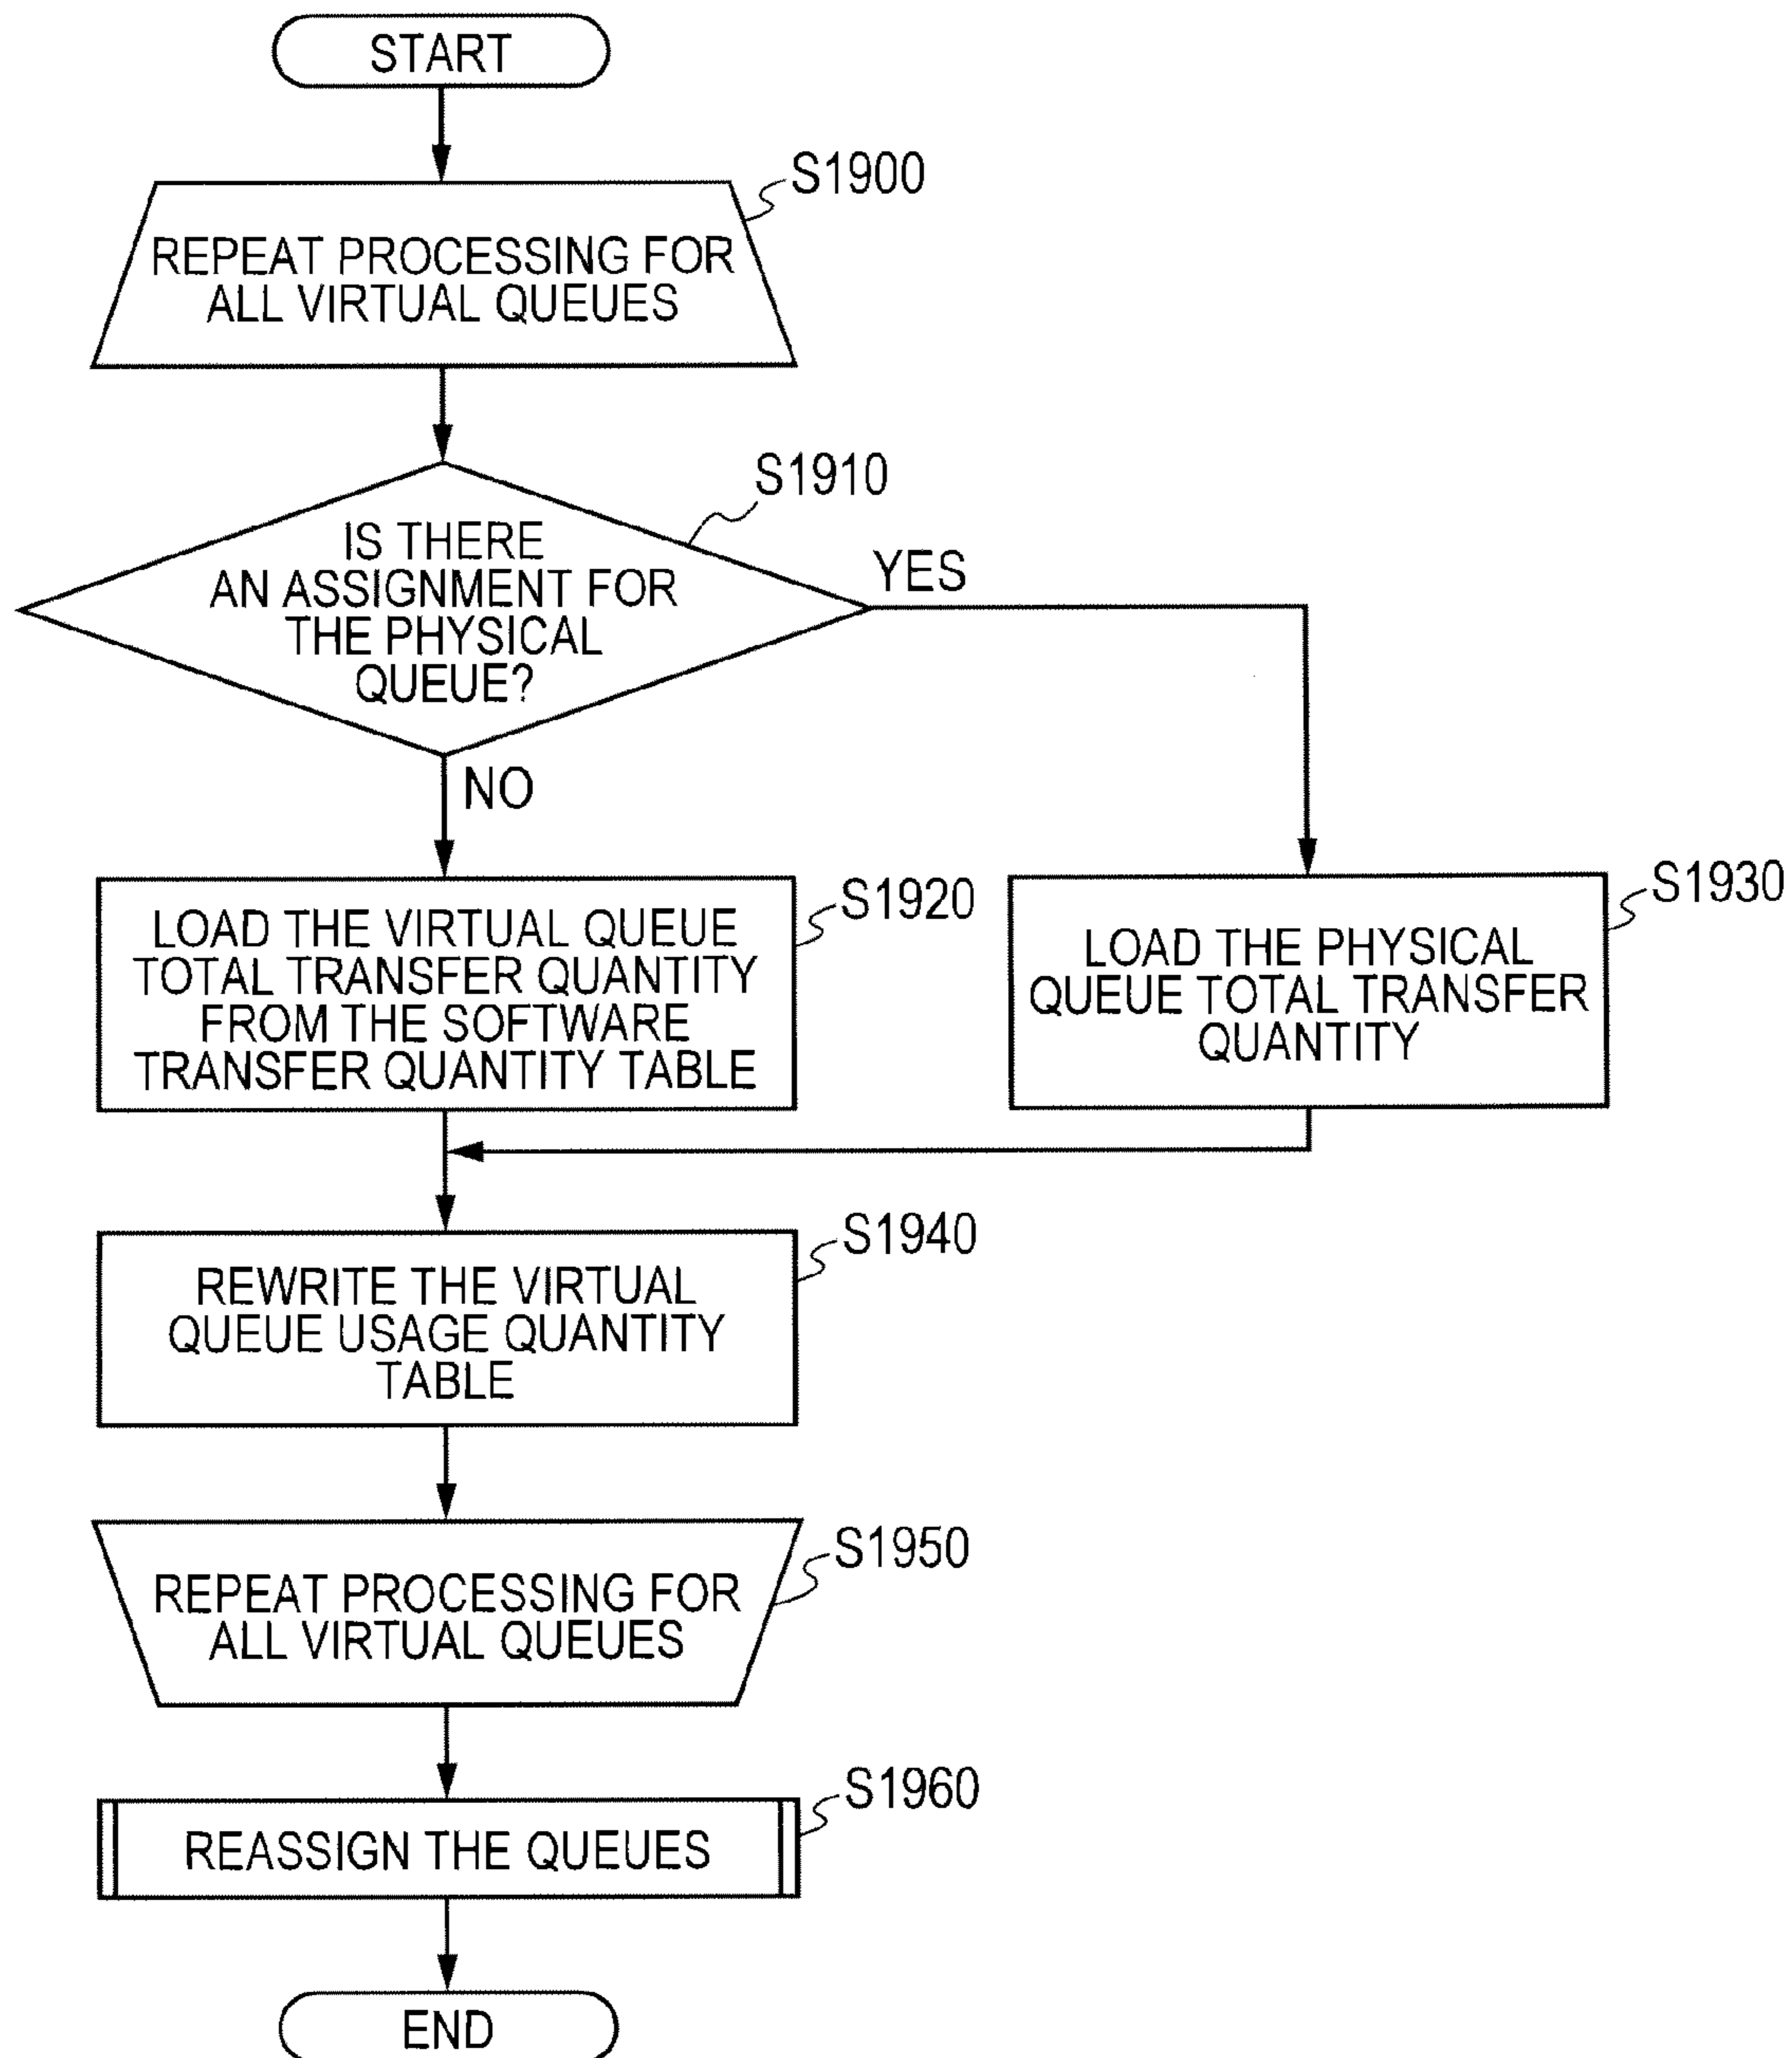 START
S1900
REPEAT PROCESSING FOR
ALL VIRTUAL QUEUES
S1910
IS THERE
AN ASSIGNMENT FOR
THE PHYSICAL
QUEUE?
YES
NO
S1920
LOAD THE VIRTUAL QUEUE
TOTAL TRANSFER QUANTITY
FROM THE SOFTWARE
TRANSFER QUANTITY TABLE
S1930
LOAD THE PHYSICAL
QUEUE TOTAL TRANSFER
QUANTITY
S1940
REWRITE THE VIRTUAL
QUEUE USAGE QUANTITY
TABLE
S1950
REPEAT PROCESSING FOR
ALL VIRTUAL QUEUES
S1960
REASSIGN THE QUEUES
END